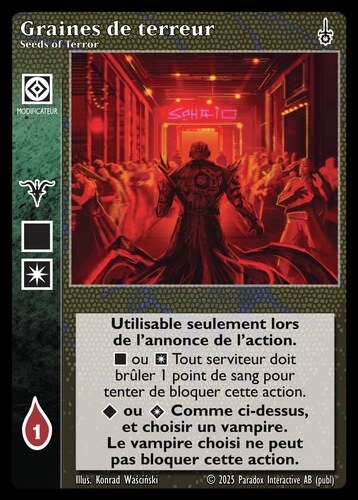 Graines de terreur
Seeds of Terror
MODIFICATEUR
SPHATO
Utilisable seulement lors
de l'annonce de l'action.
ou Tout serviteur doit
brûler 1 point de sang pour
tenter de bloquer cette action.
ou Comme ci-dessus,
et choisir un vampire.
Le vampire choisi ne peut
pas bloquer cette action.
1
Illus. Konrad Waściński © 2025 Paradox Interactive AB (publ)